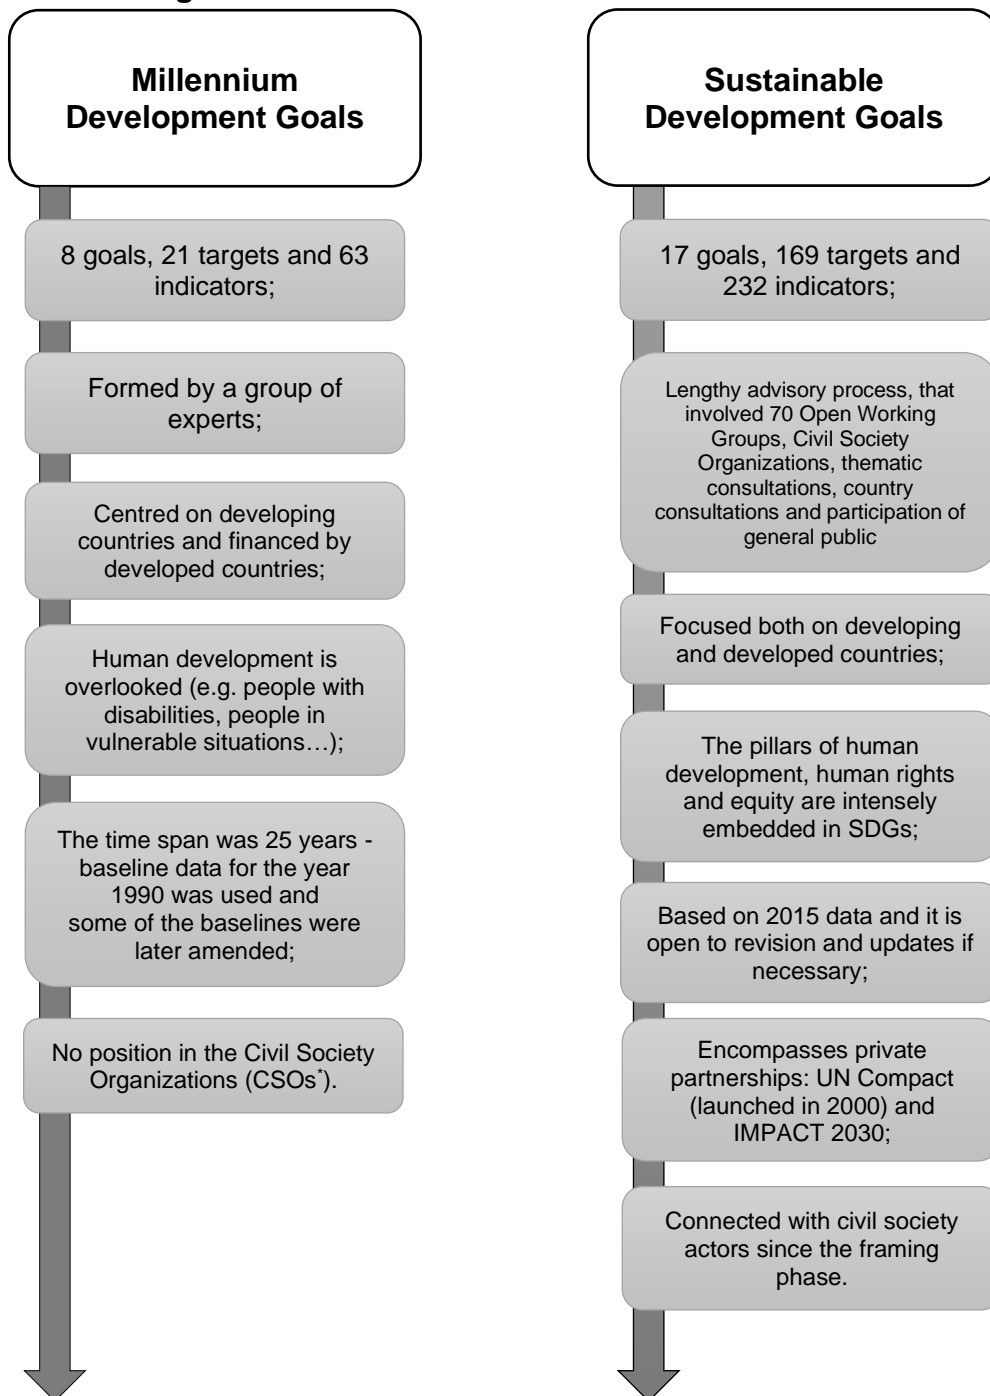 Millennium
Development Goals
8 goals, 21 targets and 63
indicators;
Formed by a group of
experts;
Centred on developing
countries and financed by
developed countries;
Human development is
overlooked (e.g. people with
disabilities, people in
vulnerable situations…);
The time span was 25 years -
baseline data for the year
1990 was used and
some of the baselines were
later amended;
No position in the Civil Society
Organizations (CSOs*).
Sustainable
Development Goals
17 goals, 169 targets and
232 indicators;
Lengthy advisory process, that
involved 70 Open Working
Groups, Civil Society
Organizations, thematic
consultations, country
consultations and participation of
general public
Focused both on developing
and developed countries;
The pillars of human
development, human rights
and equity are intensely
embedded in SDGs;
Based on 2015 data and it is
open to revision and updates if
necessary;
Encompasses private
partnerships: UN Compact
(launched in 2000) and
IMPACT 2030;
Connected with civil society
actors since the framing
phase.